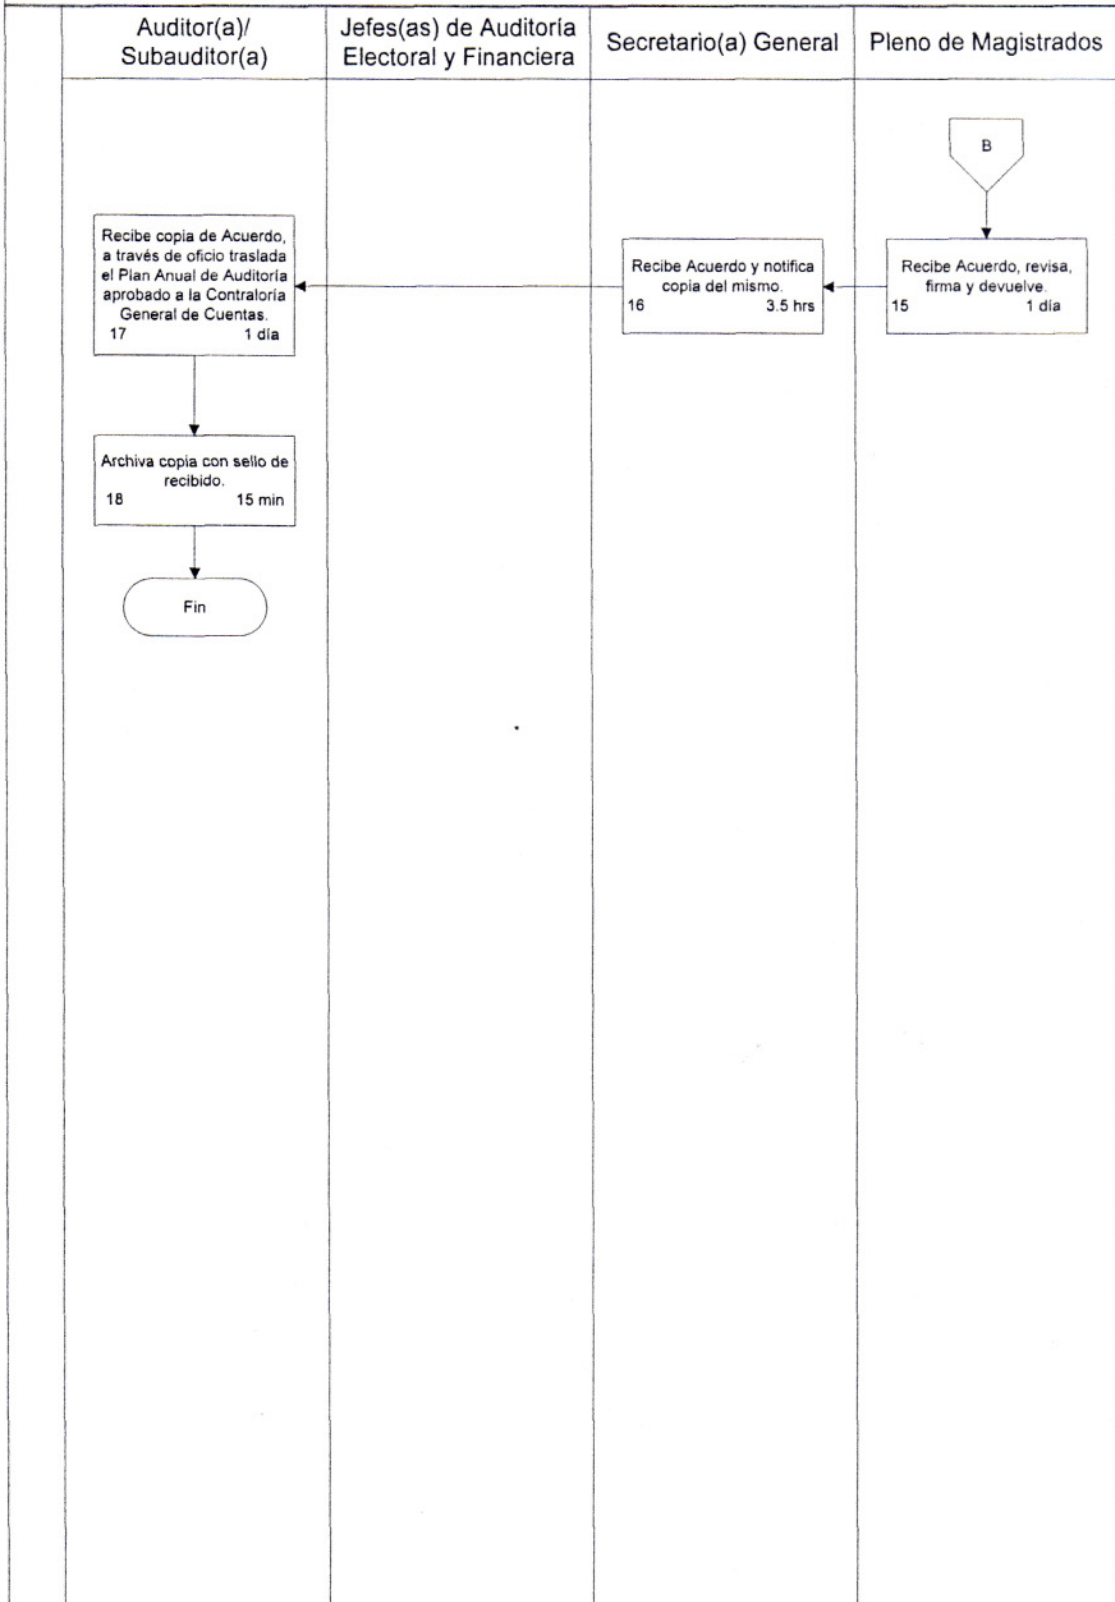 Auditor(a)/
Subauditor(a)
Jefes(as) de Auditoría
Electoral y Financiera
Secretario(a) General
Pleno de Magistrados
B
Recibe Acuerdo, revisa,
firma y devuelve.
15 1 día
Recibe Acuerdo y notifica
copia del mismo.
16 3.5 hrs
Recibe copia de Acuerdo,
a través de oficio traslada
el Plan Anual de Auditoría
aprobado a la Contraloría
General de Cuentas.
17 1 día
Archiva copia con sello de
recibido.
18 15 min
Fin